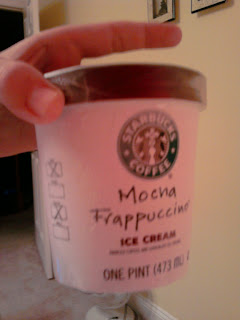 STARBUCKS
COFFEE
Mocha
Frappuccino
ICE CREAM
ONE PINT (473 mL)